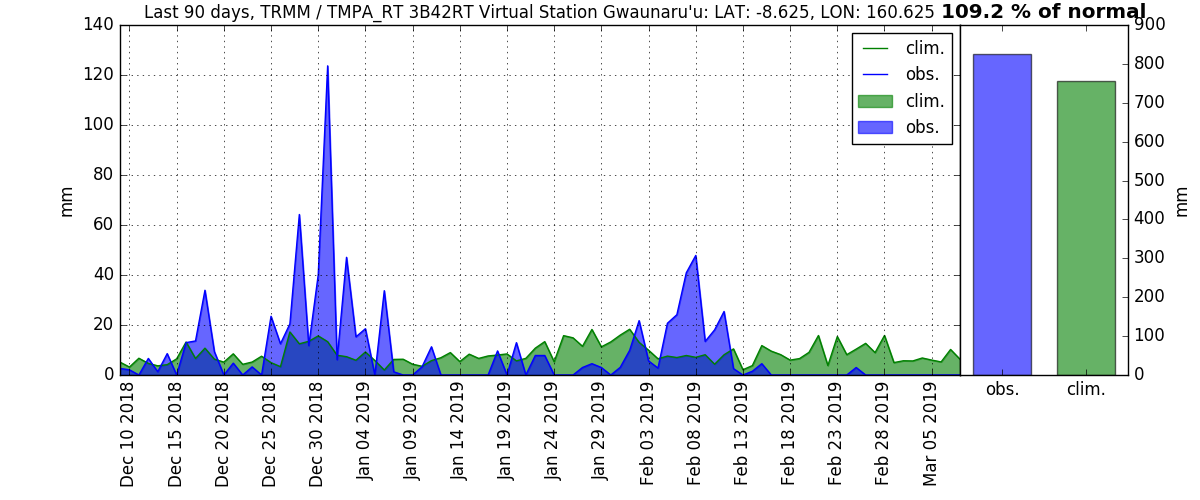 Last 90 days, TRMM / TMPA_RT 3B42RT Virtual Station Gwaunaru'u: LAT: -8.625, LON: 160.625 109.2 % of normal
140
120
100
80
60
40
20
0
mm
clim.
obs.
clim.
obs.
Dec 10 2018
Dec 15 2018
Dec 20 2018
Dec 25 2018
Dec 30 2018
Jan 04 2019
Jan 09 2019
Jan 14 2019
Jan 19 2019
Jan 24 2019
Jan 29 2019
Feb 03 2019
Feb 08 2019
Feb 13 2019
Feb 18 2019
Feb 23 2019
Feb 28 2019
Mar 05 2019
900
800
700
600
500
400
300
200
100
0
mm
obs. clim.